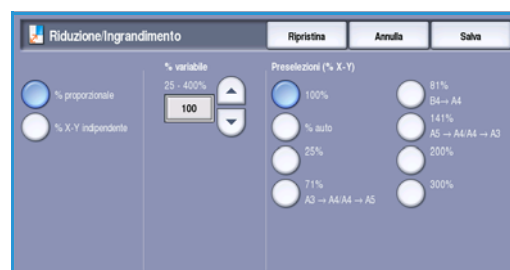 Riduzione/Ingrandimento
Ripristina
Annulla
Salva
% proporzionale
% X-Y indipendente
% variabile
25 - 400%
100
Preselezioni (% X-Y)
100%
% auto
25%
71%
A3 → A4/A4 → A5
81%
B4→ A4
141%
A5 → A4/A4 → A3
200%
300%